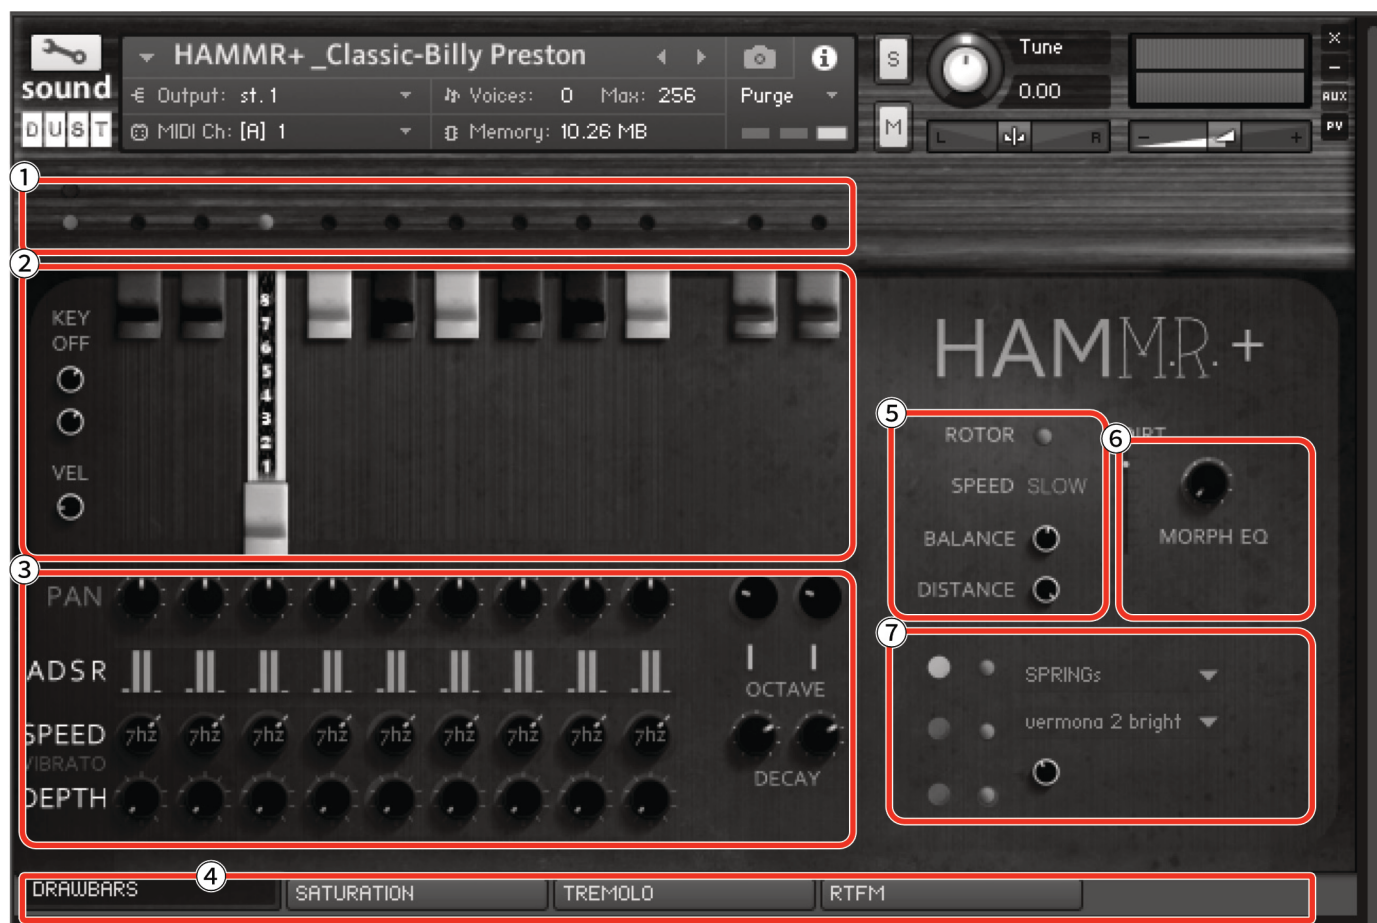 HAMMR+ _Classic-Billy Preston
sound
DUST
Output: st.1
Voices: 0 Max: 256
Purge
MIDI Ch: [A] 1
Memory: 10.26 MB
S
M
Tune
0.00
L R
- +
×
-
AUX
PV
1
2
KEY
OFF
VEL
8
7
6
5
4
3
2
1
HAMM.R. +
5
ROTOR
SPEED SLOW
BALANCE
DISTANCE
6
MORPH EQ
3
PAN
ADSR
OCTAVE
SPEED 7hz 7hz 7hz 7hz 7hz 7hz 7hz 7hz 7hz
VIBRATO
DEPTH
DECAY
7
SPRINGs
vermona 2 bright
4
DRAWBARS SATURATION TREMOLO RTFM